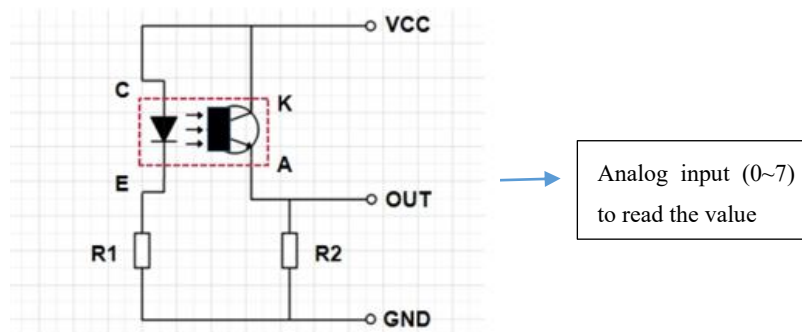 VCC
C
K
A
E
OUT
R1
R2
GND
Analog input (0~7)
to read the value